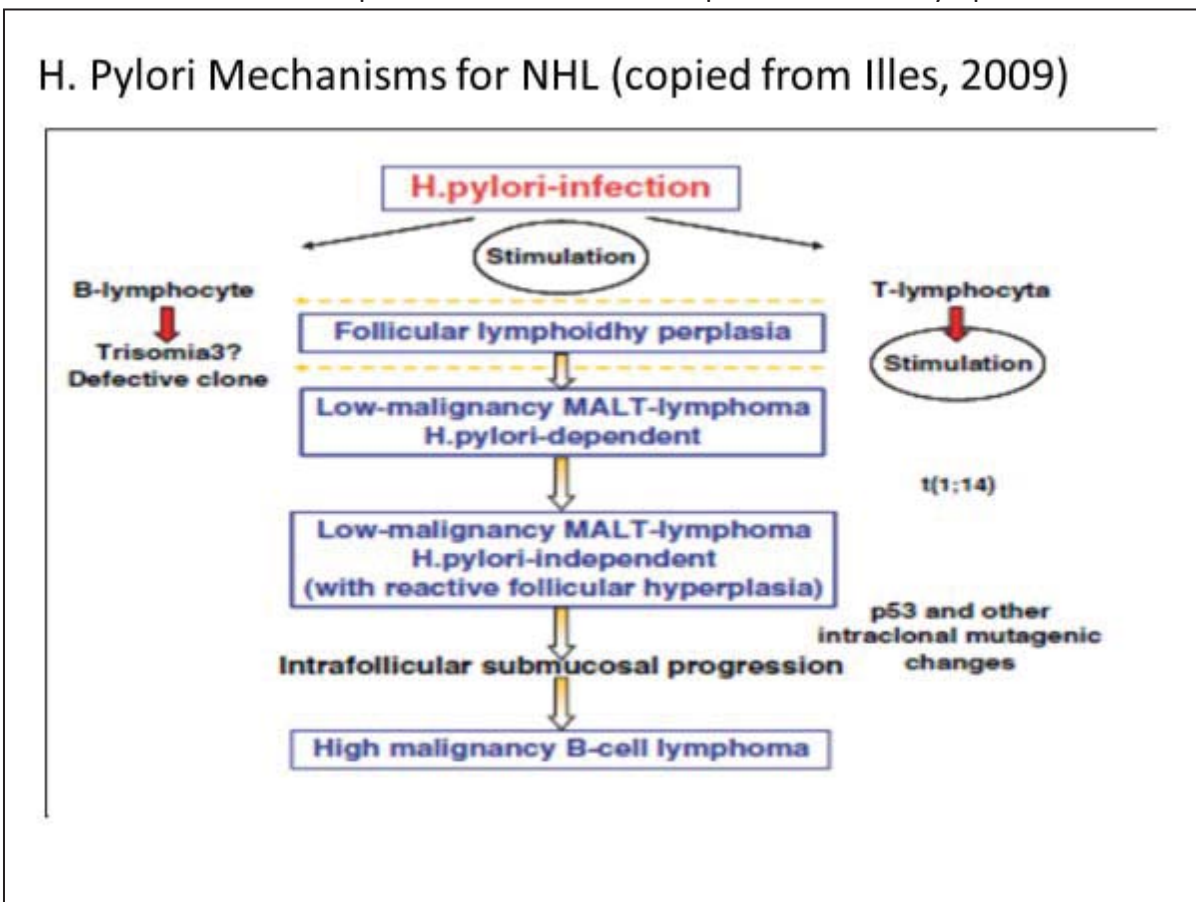 H. Pylori Mechanisms for NHL (copied from Illes, 2009)
H.pylori-infection
Stimulation
B-lymphocyte
T-lymphocyta
Follicular lymphoidhy perplasia
Trisomia3?
Defective clone
Stimulation
Low-malignancy MALT-lymphoma
H.pylori-dependent
t(1;14)
Low-malignancy MALT-lymphoma
H.pylori-independent
(with reactive follicular hyperplasia)
p53 and other
intraclonal mutagenic
changes
Intrafollicular submucosal progression
High malignancy B-cell lymphoma